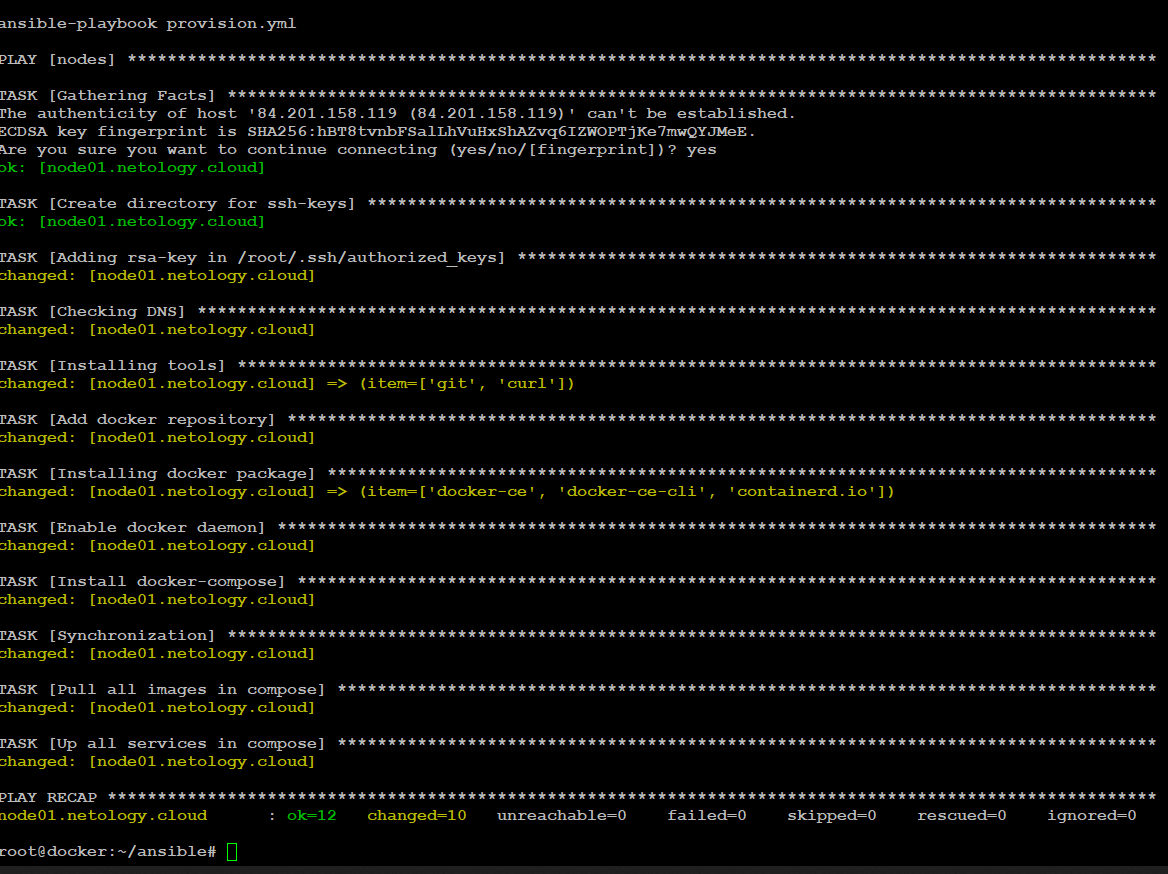 ansible-playbook provision.yml
PLAY [nodes] *******************************************************************************************************
TASK [Gathering Facts] *********************************************************************************************
The authenticity of host '84.201.158.119 (84.201.158.119)' can't be established.
ECDSA key fingerprint is SHA256:hBT8tvnbFSalLhVuHxShAZvq6IZWOPTjKe7mwQYJMeE.
Are you sure you want to continue connecting (yes/no/[fingerprint])? yes
ok: [node01.netology.cloud]
TASK [Create directory for ssh-keys] *******************************************************************************
ok: [node01.netology.cloud]
TASK [Adding rsa-key in /root/.ssh/authorized_keys] ****************************************************************
changed: [node01.netology.cloud]
TASK [Checking DNS] ************************************************************************************************
changed: [node01.netology.cloud]
TASK [Installing tools] ********************************************************************************************
changed: [node01.netology.cloud] => (item=['git', 'curl'])
TASK [Add docker repository] ***************************************************************************************
changed: [node01.netology.cloud]
TASK [Installing docker package] ***********************************************************************************
changed: [node01.netology.cloud] => (item=['docker-ce', 'docker-ce-cli', 'containerd.io'])
TASK [Enable docker daemon] ****************************************************************************************
changed: [node01.netology.cloud]
TASK [Install docker-compose] **************************************************************************************
changed: [node01.netology.cloud]
TASK [Synchronization] *********************************************************************************************
changed: [node01.netology.cloud]
TASK [Pull all images in compose] **********************************************************************************
changed: [node01.netology.cloud]
TASK [Up all services in compose] **********************************************************************************
changed: [node01.netology.cloud]
PLAY RECAP *********************************************************************************************************
node01.netology.cloud      : ok=12   changed=10   unreachable=0    failed=0    skipped=0    rescued=0    ignored=0
root@docker:~/ansible#